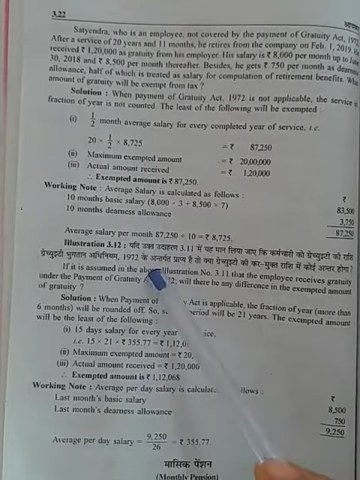 3.22
Satyendra, who is an employee, not covered by the payment of Gratuity Act, 1972
After a service of 20 years and 11 months, he retires from the company on Feb. 1, 2019
received ₹ 1,20,000 as gratuity from his employer. His salary is ₹ 8,000 per month up to
30, 2018 and ₹ 8,500 per month thereafter. Besides, he gets ₹ 750 per month as dearness
allowance, half of which is treated as salary for computation of retirement benefits. What
amount of gratuity will be exempt from tax ?
Solution : When payment of Gratuity Act, 1972 is not applicable, the service in
fraction of year is not counted. The least of the following will be exempted :
(i) 1/2 month average salary for every completed year of service, i.e.
20 × 1/2 × 8,725 = ₹ 87,250
(ii) Maximum exempted amount = ₹ 20,00,000
(iii) Actual amount received = ₹ 1,20,000
∴ Exempted amount is ₹ 87,250.
Working Note : Average Salary is calculated as follows : ₹
10 months basic salary (8,000 × 3 + 8,500 × 7) 83,500
10 months dearness allowance 3,750
87,250
Average salary per month 87,250 ÷ 10 = ₹ 8,725.
Illustration 3.12 : यदि उक्त उदाहरण 3.11 में यह मान लिया जाए कि कर्मचारी को ग्रेच्युइटी की राशि
ग्रेच्युइटी भुगतान अधिनियम, 1972 के अन्तर्गत प्राप्य है तो क्या ग्रेच्युइटी की कर-मुक्त राशि में कोई अन्तर होगा ?
If it is assumed in the above Illustration No. 3.11 that the employee receives gratuity
under the Payment of Gratuity will there be any difference in the exempted amount
of gratuity ?
Solution : When Payment of Act is applicable, the fraction of year (more than
6 months) will be rounded off. So, period will be 21 years. The exempted amount
will be the least of the following :
(i) 15 days salary for every year
i.e. 15 × 21 × ₹ 355.77 = ₹ 1,12,0
(ii) Maximum exempted amount = ₹ 20,
(iii) Actual amount received = ₹ 1,20,000
∴ Exempted amount is ₹ 1,12,068
Working Note : Average per day salary is calculated follows : ₹
Last month's basic salary 8,500
Last month's dearness allowance 750
9,250
Average per day salary = 9,250/26 = ₹ 355.77.
मासिक पेंशन
(Monthly Pension)